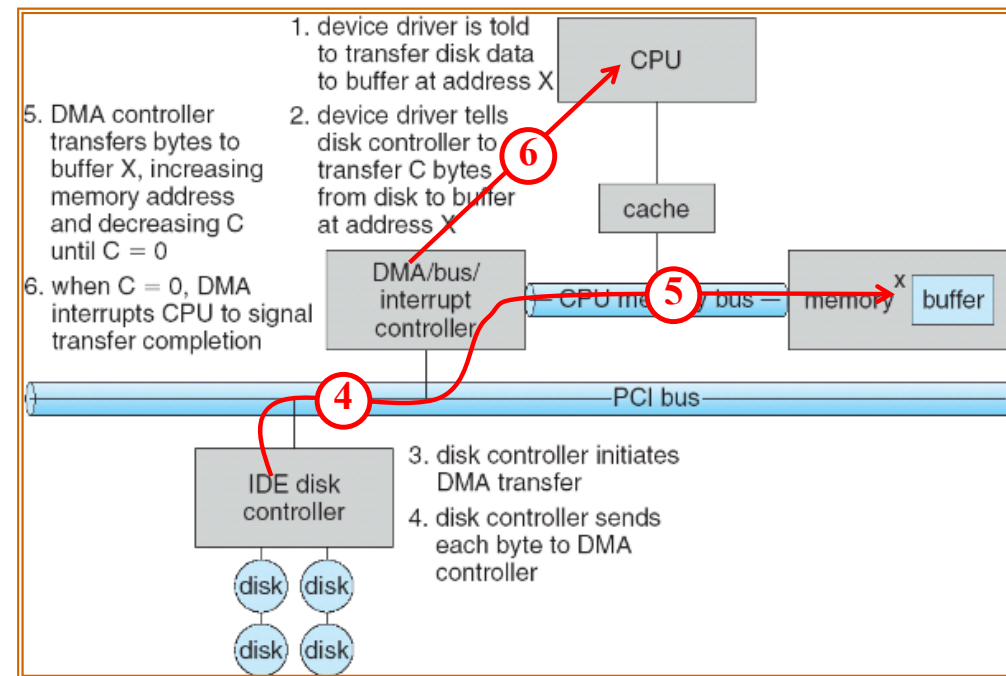 1. device driver is told
to transfer disk data
to buffer at address X
CPU
5. DMA controller
transfers bytes to
buffer X, increasing
memory address
and decreasing C
until C = 0
2. device driver tells
disk controller to
transfer C bytes
from disk to buffer
at address X
6
cache
6. when C = 0, DMA
interrupts CPU to signal
transfer completion
DMA/bus/
interrupt
controller
CPU memory bus
5
memory
x
buffer
4
PCI bus
IDE disk
controller
3. disk controller initiates
DMA transfer
4. disk controller sends
each byte to DMA
controller
disk
disk
disk
disk